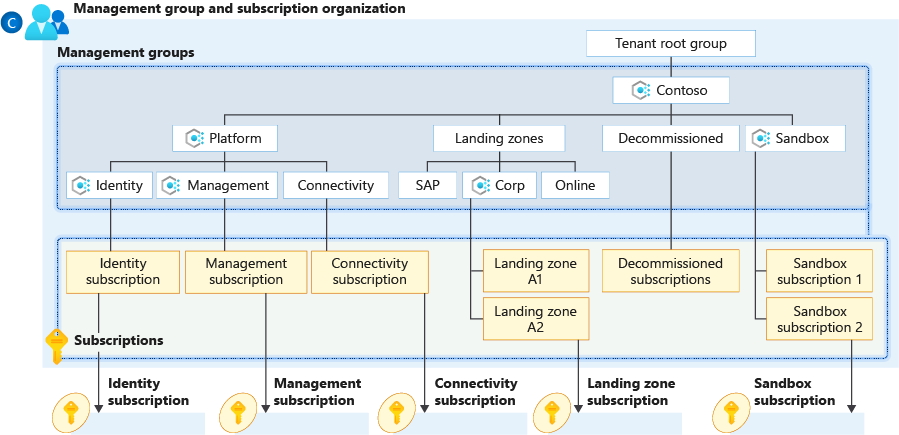 Management group and subscription organization
C
Management groups
Tenant root group
Contoso
Platform
Landing zones
Decommissioned
Sandbox
Identity
Management
Connectivity
SAP
Corp
Online
Identity
subscription
Management
subscription
Connectivity
subscription
Landing zone
A1
Decommissioned
subscriptions
Sandbox
subscription 1
Landing zone
A2
Sandbox
subscription 2
Subscriptions
Identity
subscription
Management
subscription
Connectivity
subscription
Landing zone
subscription
Sandbox
subscription